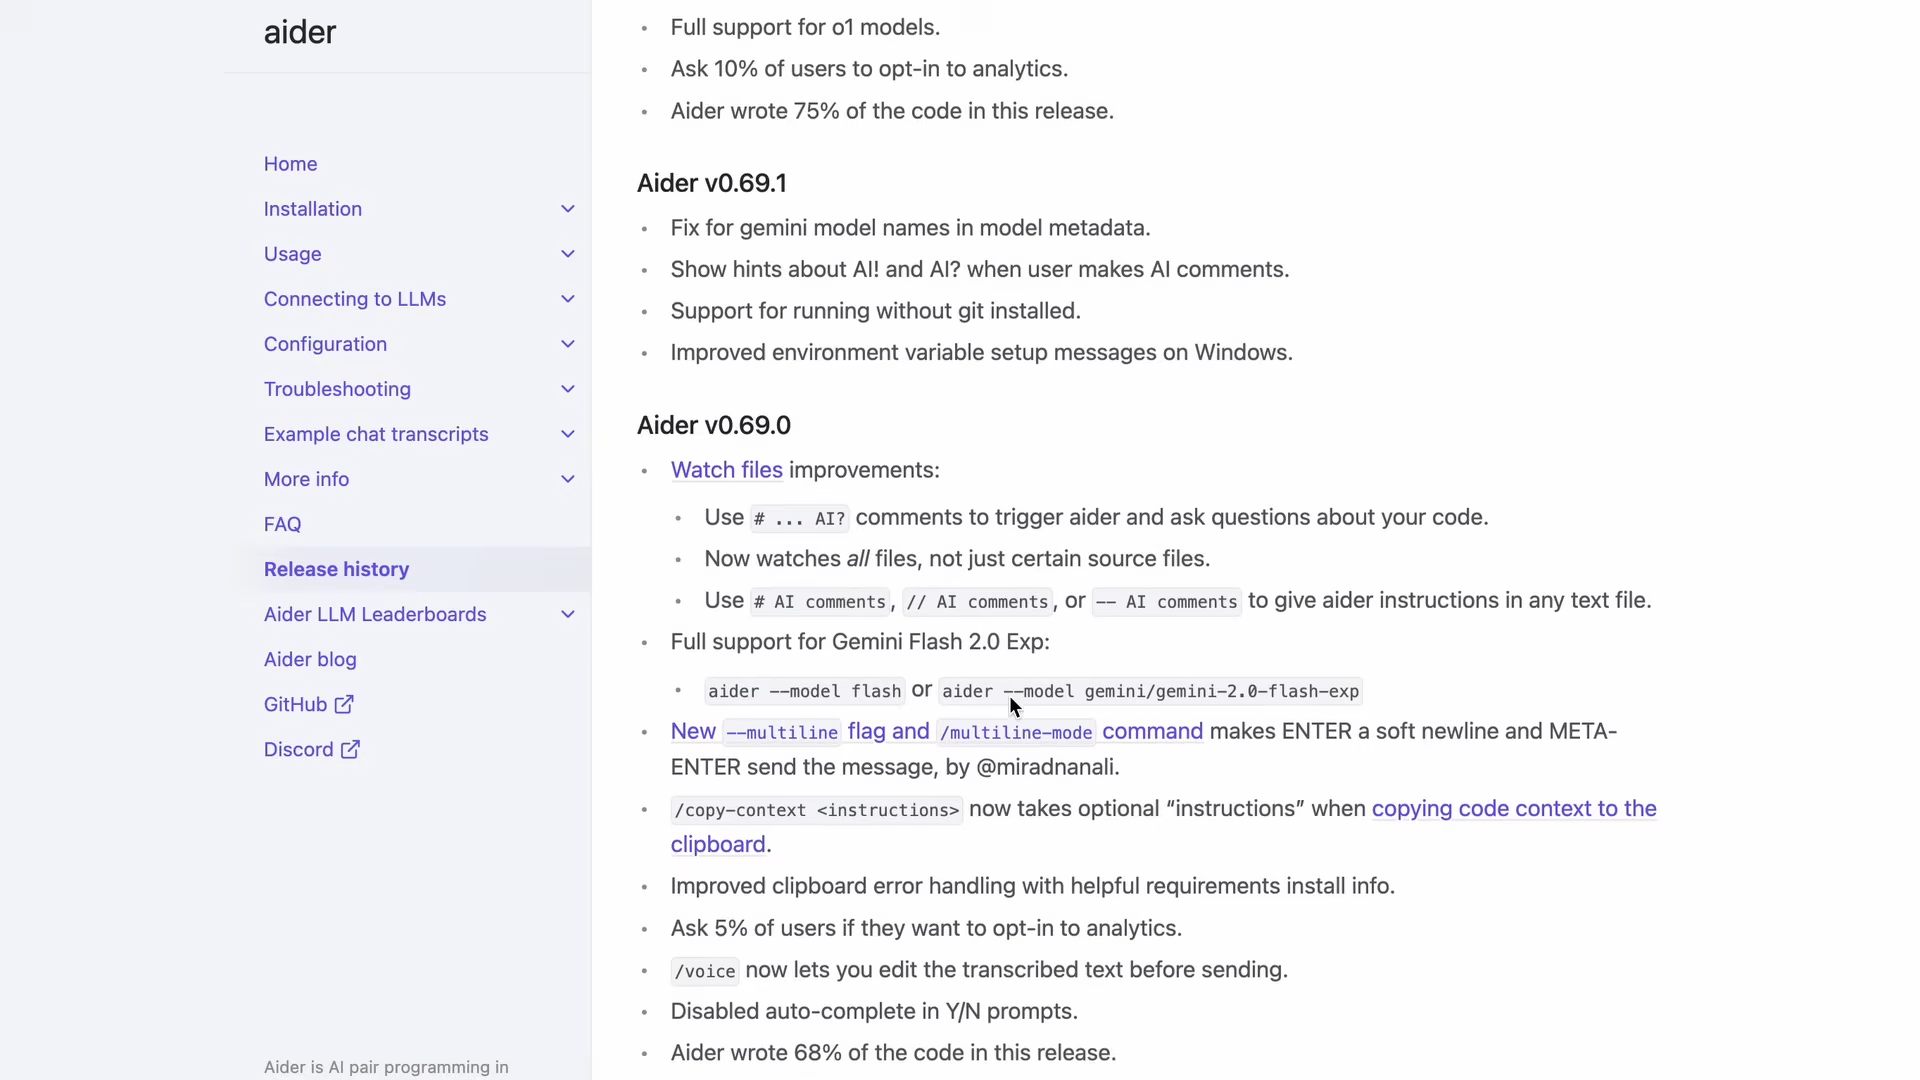 aider
Home
Installation
Usage
Connecting to LLMs
Configuration
Troubleshooting
Example chat transcripts
More info
FAQ
Release history
Aider LLM Leaderboards
Aider blog
GitHub
Discord
Aider is AI pair programming in
Full support for o1 models.
Ask 10% of users to opt-in to analytics.
Aider wrote 75% of the code in this release.
Aider v0.69.1
Fix for gemini model names in model metadata.
Show hints about AI! and AI? when user makes AI comments.
Support for running without git installed.
Improved environment variable setup messages on Windows.
Aider v0.69.0
Watch files improvements:
Use # ... AI? comments to trigger aider and ask questions about your code.
Now watches all files, not just certain source files.
Use # AI comments, // AI comments, or -- AI comments to give aider instructions in any text file.
Full support for Gemini Flash 2.0 Exp:
aider --model flash or aider --model gemini/gemini-2.0-flash-exp
New --multiline flag and /multiline-mode command makes ENTER a soft newline and META-
ENTER send the message, by @miradnanali.
/copy-context <instructions> now takes optional “instructions” when copying code context to the
clipboard.
Improved clipboard error handling with helpful requirements install info.
Ask 5% of users if they want to opt-in to analytics.
/voice now lets you edit the transcribed text before sending.
Disabled auto-complete in Y/N prompts.
Aider wrote 68% of the code in this release.